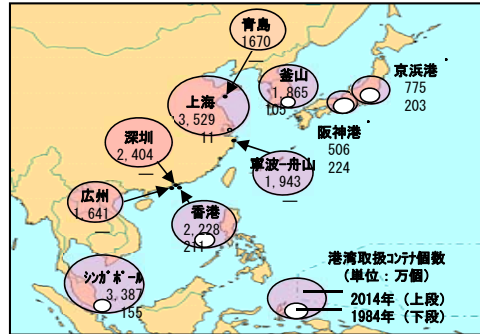 青島
1670
―
釜山
1,865
105
京浜港
775
203
上海
3,529
11
阪神港
506
224
深圳
2,404
―
寧波-舟山
1,943
―
広州
1,641
―
香港
2,228
211
シンガポール
3,387
155
港湾取扱コンテナ個数
(単位:万個)
2014年 (上段)
1984年 (下段)